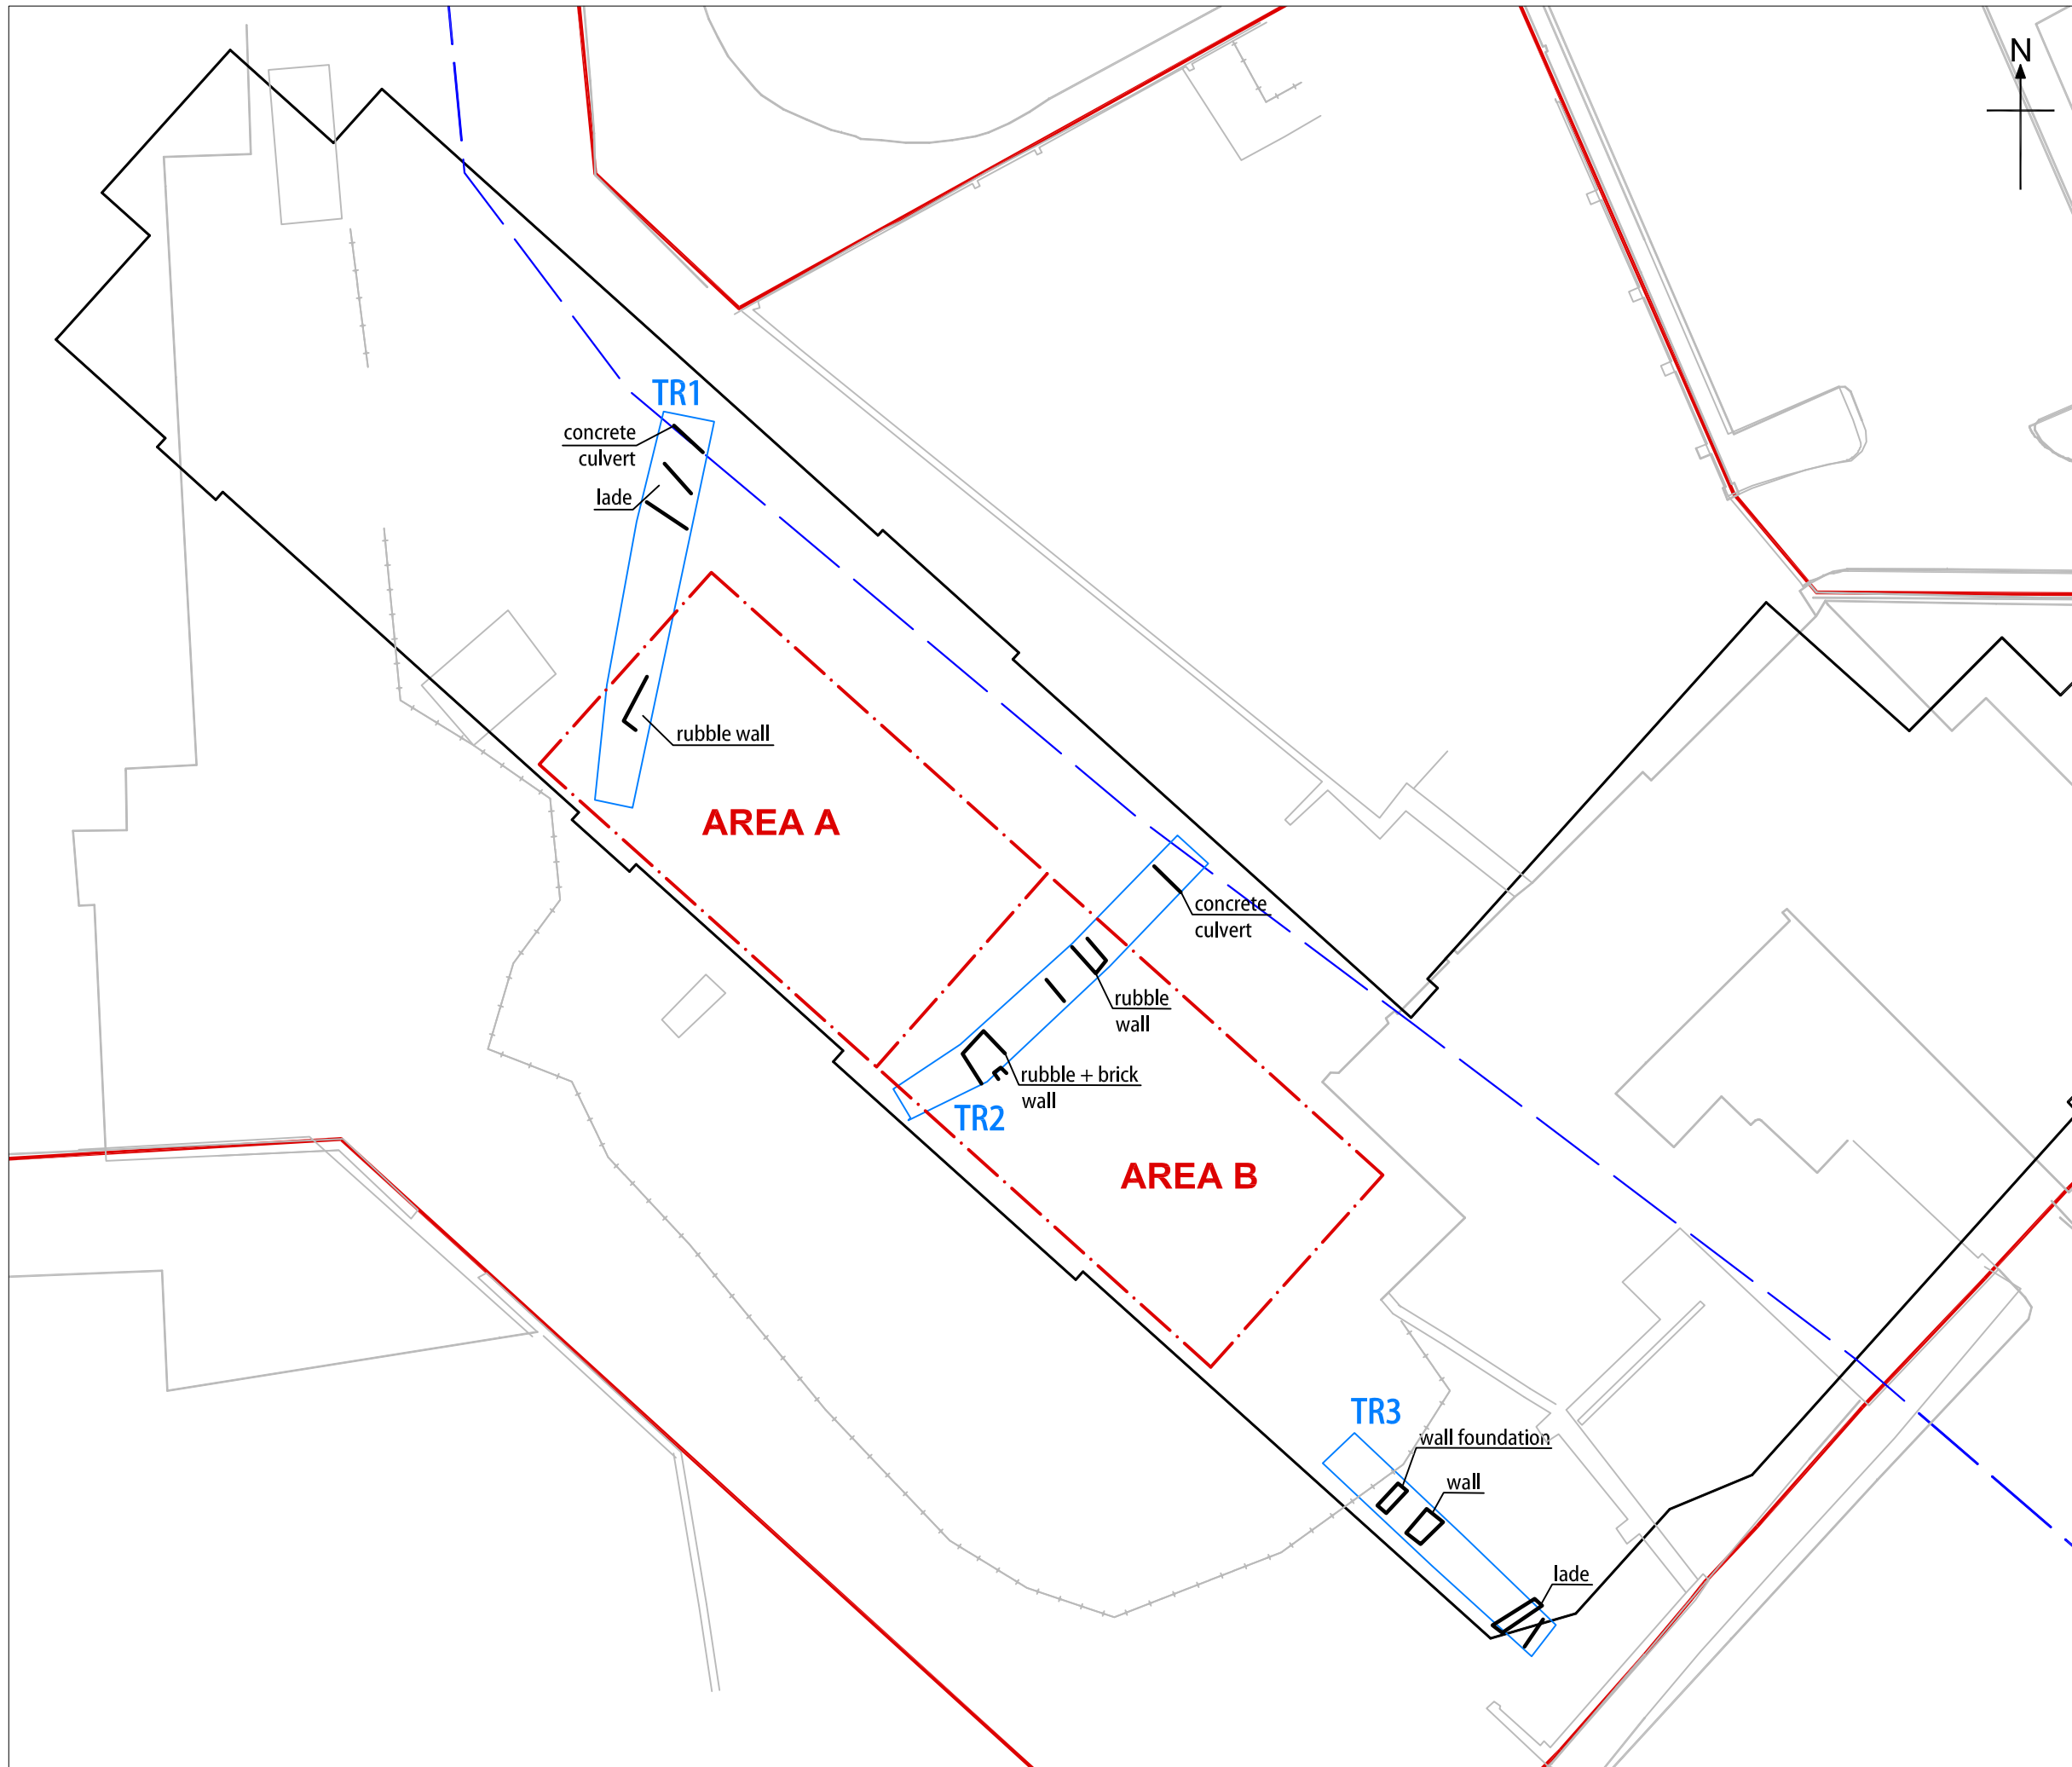 N
TR1
concrete
culvert
lade
rubble wall
AREA A
concrete
culvert
rubble
wall
rubble + brick
wall
TR2
AREA B
TR3
wall foundation
wall
lade